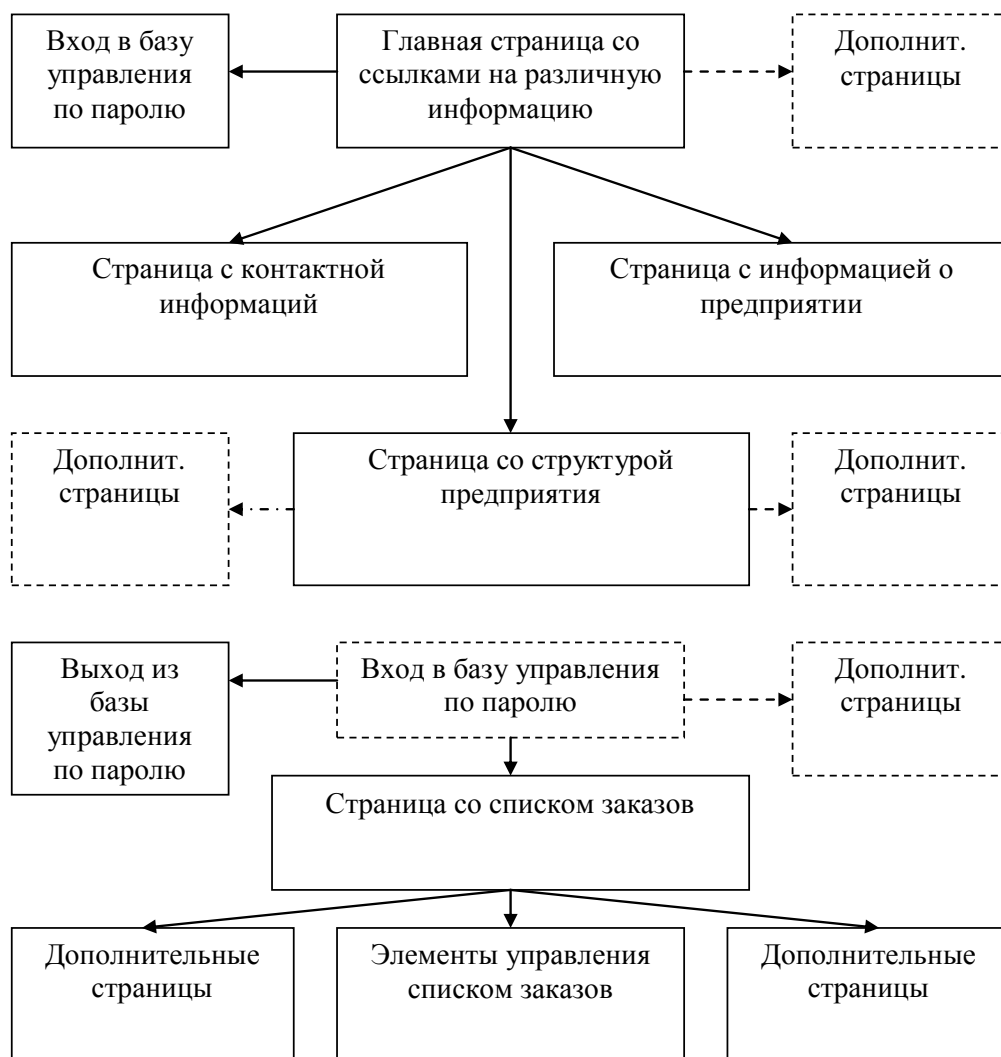 Вход в базу
управления
по паролю
Главная страница со
ссылками на различную
информацию
Дополнит.
страницы
Страница с контактной
информаций
Страница с информацией о
предприятии
Дополнит.
страницы
Страница со структурой
предприятия
Дополнит.
страницы
Выход из
базы
управления
по паролю
Вход в базу управления
по паролю
Дополнит.
страницы
Страница со списком заказов
Дополнительные
страницы
Элементы управления
списком заказов
Дополнительные
страницы